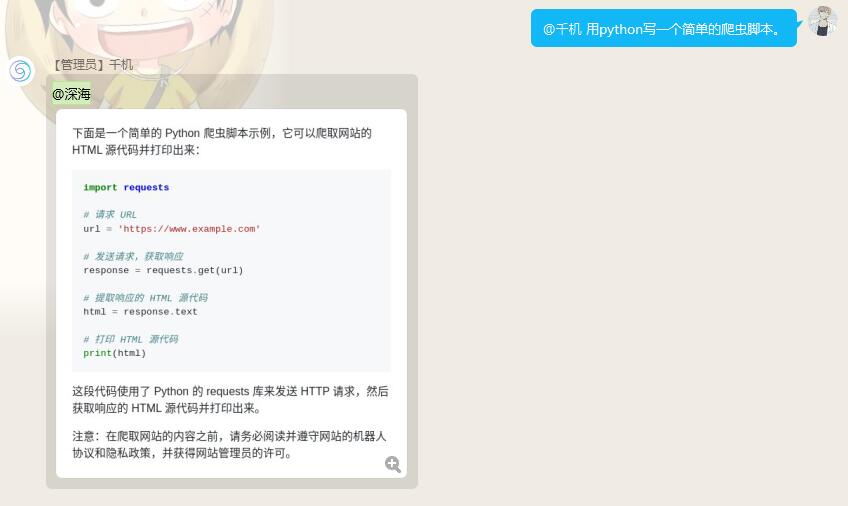 @千机 用python写一个简单的爬虫脚本。
【管理员】千机
@深海
下面是一个简单的 Python 爬虫脚本示例，它可以爬取网站的
HTML 源代码并打印出来：
import requests
# 请求 URL
url = 'https://www.example.com'
# 发送请求，获取响应
response = requests.get(url)
# 提取响应的 HTML 源代码
html = response.text
# 打印 HTML 源代码
print(html)
这段代码使用了 Python 的 requests 库来发送 HTTP 请求，然后
获取响应的 HTML 源代码并打印出来。
注意：在爬取网站的内容之前，请务必阅读并遵守网站的机器人
协议和隐私政策，并获得网站管理员的许可。